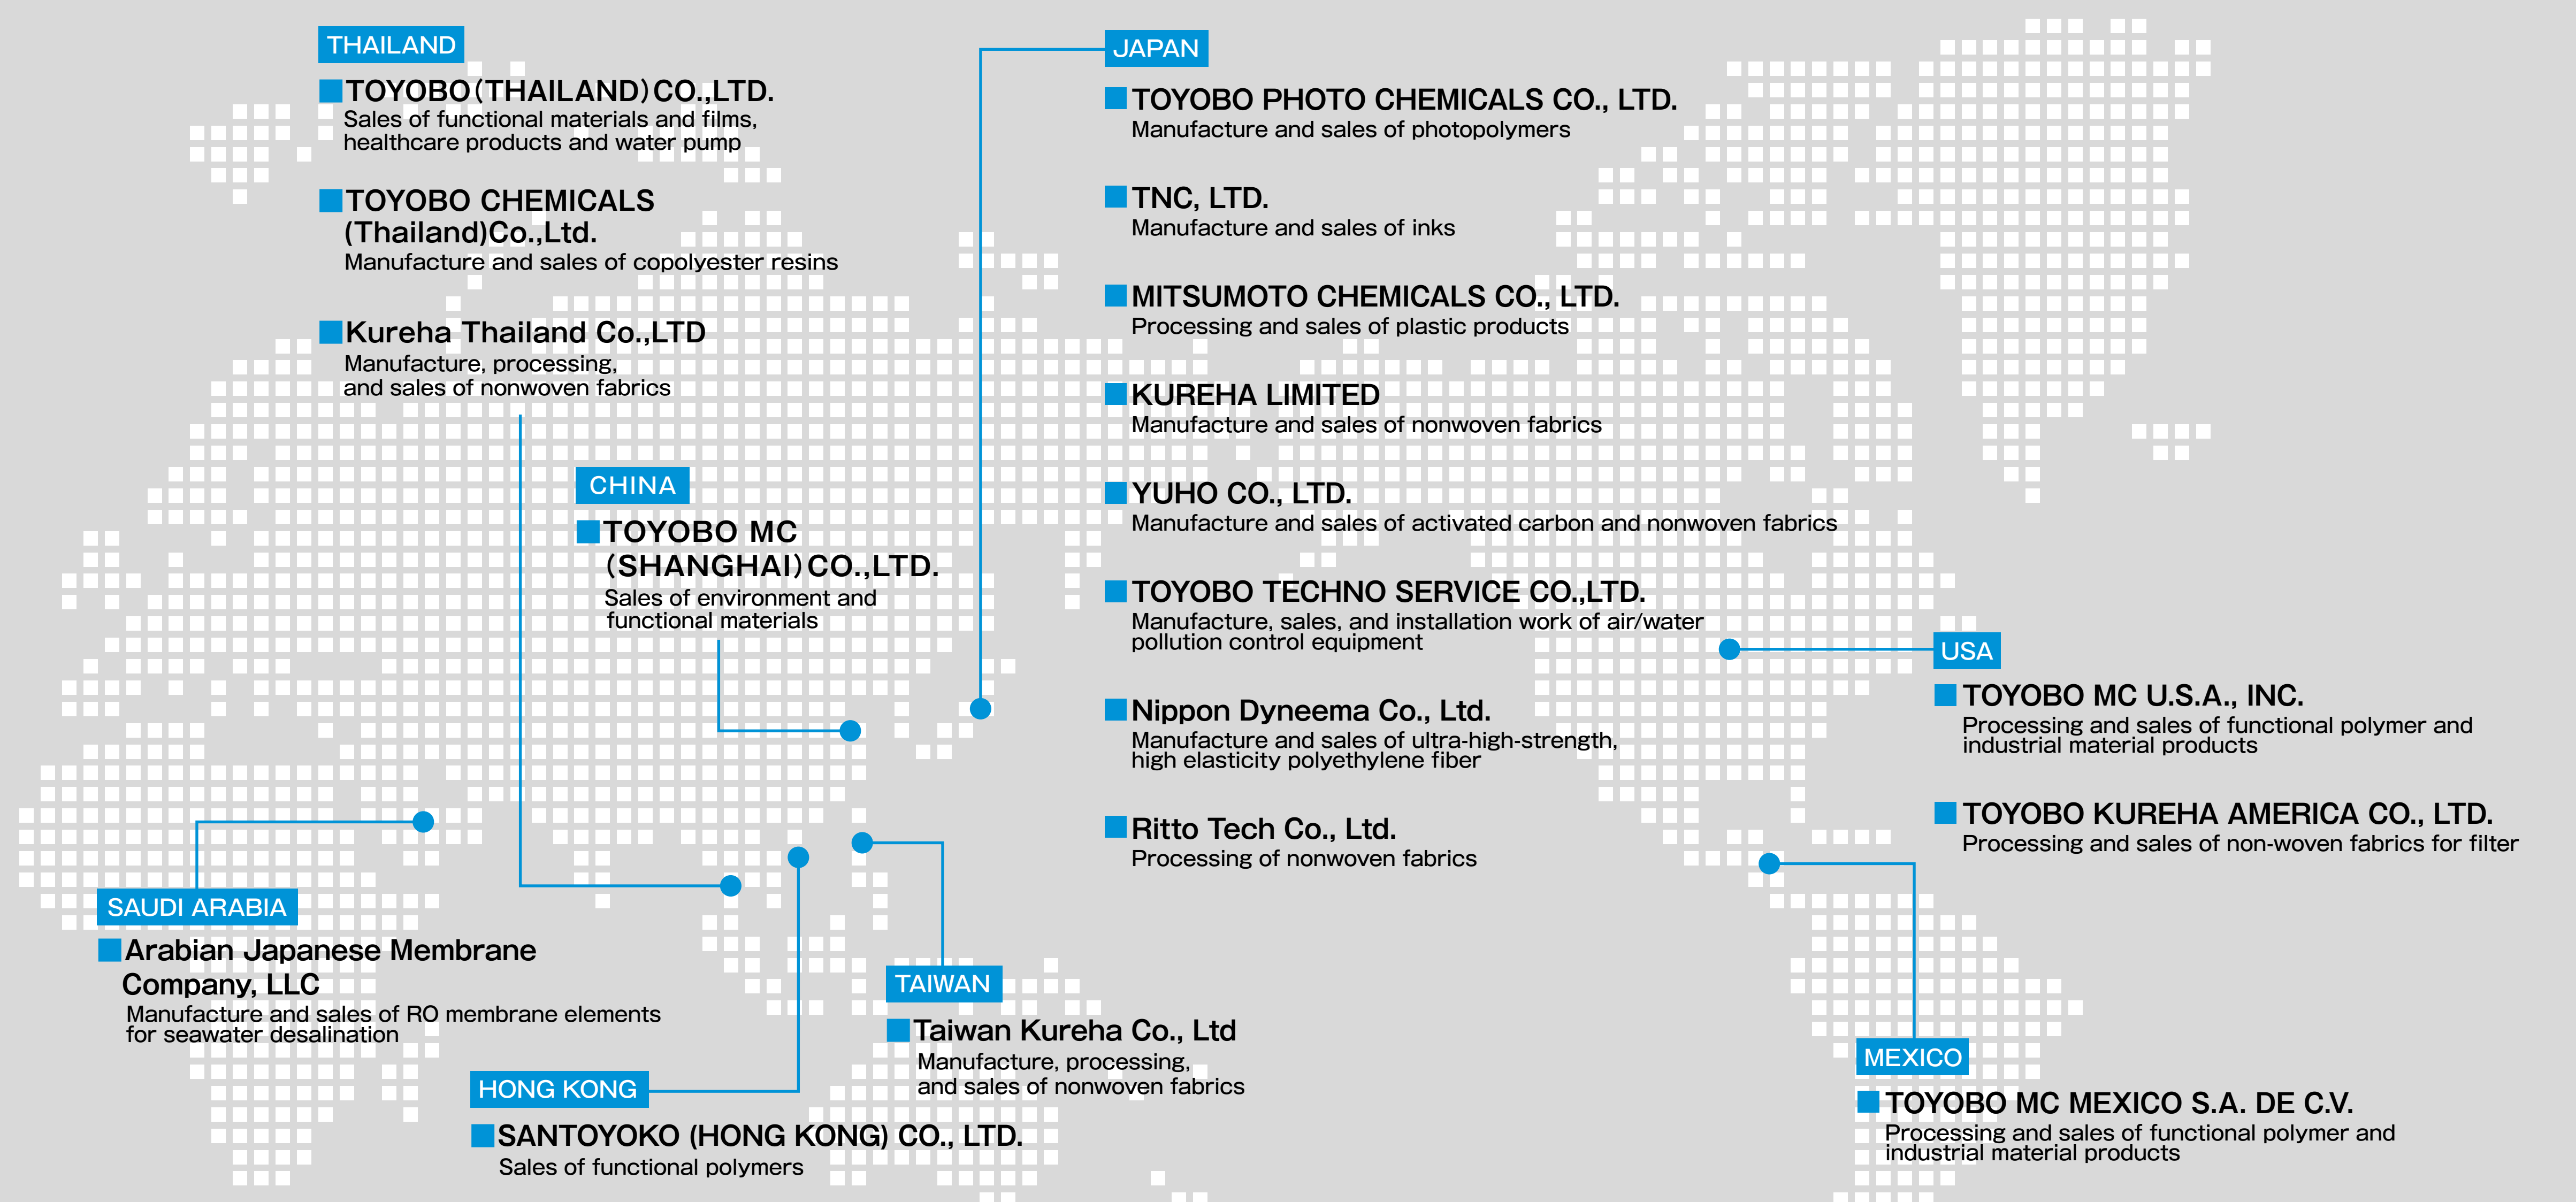 THAILAND
TOYOBO(THAILAND)CO.,LTD.
Sales of functional materials and films,
healthcare products and water pump
TOYOBO CHEMICALS
(Thailand)Co.,Ltd.
Manufacture and sales of copolyester resins
Kureha Thailand Co.,LTD
Manufacture, processing,
and sales of nonwoven fabrics
CHINA
TOYOBO MC
(SHANGHAI)CO.,LTD.
Sales of environment and
functional materials
JAPAN
TOYOBO PHOTO CHEMICALS CO., LTD.
Manufacture and sales of photopolymers
TNC, LTD.
Manufacture and sales of inks
MITSUMOTO CHEMICALS CO., LTD.
Processing and sales of plastic products
KUREHA LIMITED
Manufacture and sales of nonwoven fabrics
YUHO CO., LTD.
Manufacture and sales of activated carbon and nonwoven fabrics
TOYOBO TECHNO SERVICE CO.,LTD.
Manufacture, sales, and installation work of air/water
pollution control equipment
Nippon Dyneema Co., Ltd.
Manufacture and sales of ultra-high-strength,
high elasticity polyethylene fiber
Ritto Tech Co., Ltd.
Processing of nonwoven fabrics
USA
TOYOBO MC U.S.A., INC.
Processing and sales of functional polymer and
industrial material products
TOYOBO KUREHA AMERICA CO., LTD.
Processing and sales of non-woven fabrics for filter
SAUDI ARABIA
Arabian Japanese Membrane
Company, LLC
Manufacture and sales of RO membrane elements
for seawater desalination
HONG KONG
SANTOYOKO (HONG KONG) CO., LTD.
Sales of functional polymers
TAIWAN
Taiwan Kureha Co., Ltd
Manufacture, processing,
and sales of nonwoven fabrics
MEXICO
TOYOBO MC MEXICO S.A. DE C.V.
Processing and sales of functional polymer and
industrial material products